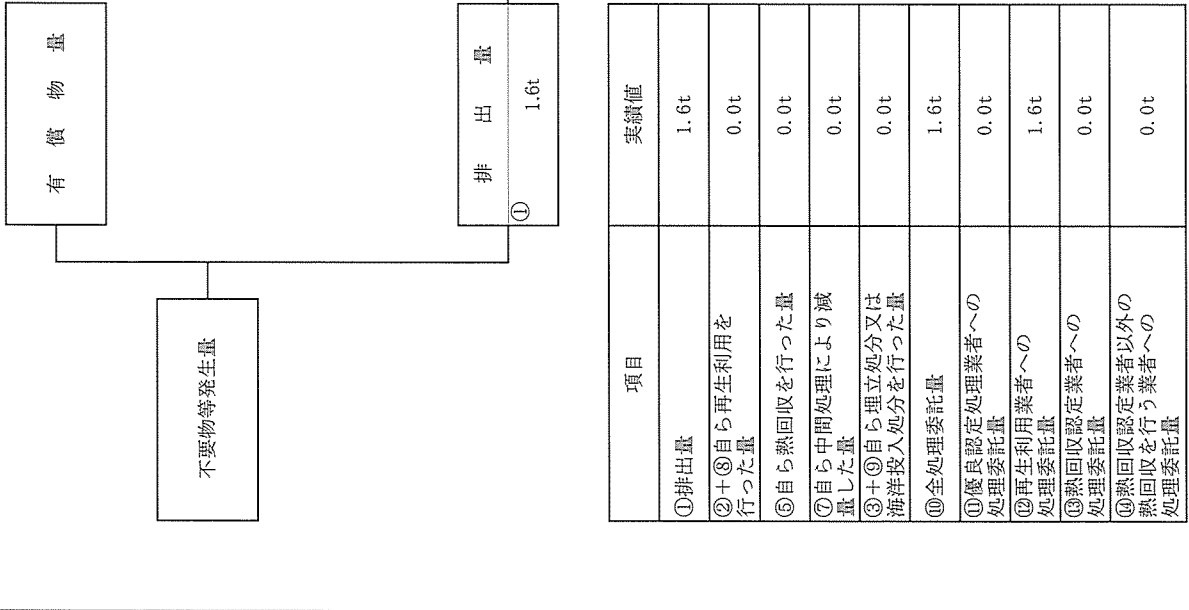 有償物量
不要物等発生量
排出量
①
1.6t
項目
実績値
①排出量
1.6t
②+⑧自ら再生利用を
行った量
0.0t
⑤自ら熱回収を行った量
0.0t
⑦自ら中間処理により減
量した量
0.0t
③+⑨自ら埋立処分又は
海洋投入処分を行った量
0.0t
⑩全処理委託量
1.6t
⑪優良認定処理業者への
処理委託量
0.0t
⑫再生利用業者への
処理委託量
1.6t
⑬熱回収認定業者への
処理委託量
0.0t
⑭熱回収認定業者以外の
熱回収を行う業者への
処理委託量
0.0t